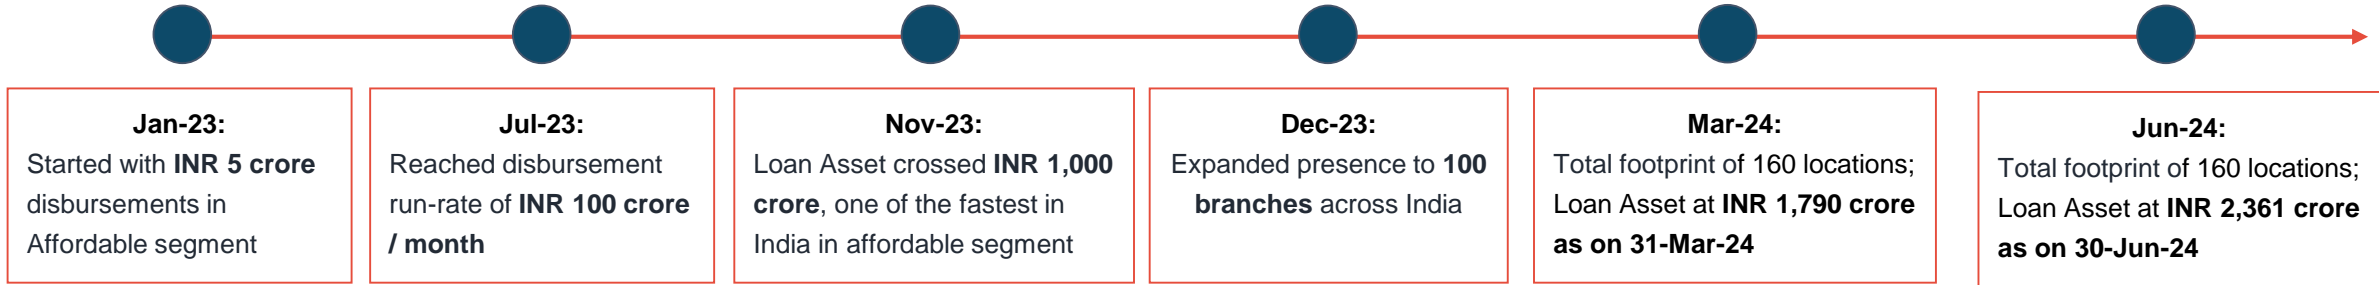 Jan-23:
Started with INR 5 crore
disbursements in
Affordable segment
Jul-23:
Reached disbursement
run-rate of INR 100 crore
/ month
Nov-23:
Loan Asset crossed INR 1,000
crore, one of the fastest in
India in affordable segment
Dec-23:
Expanded presence to 100
branches across India
Mar-24:
Total footprint of 160 locations;
Loan Asset at INR 1,790 crore
as on 31-Mar-24
Jun-24:
Total footprint of 160 locations;
Loan Asset at INR 2,361 crore
as on 30-Jun-24